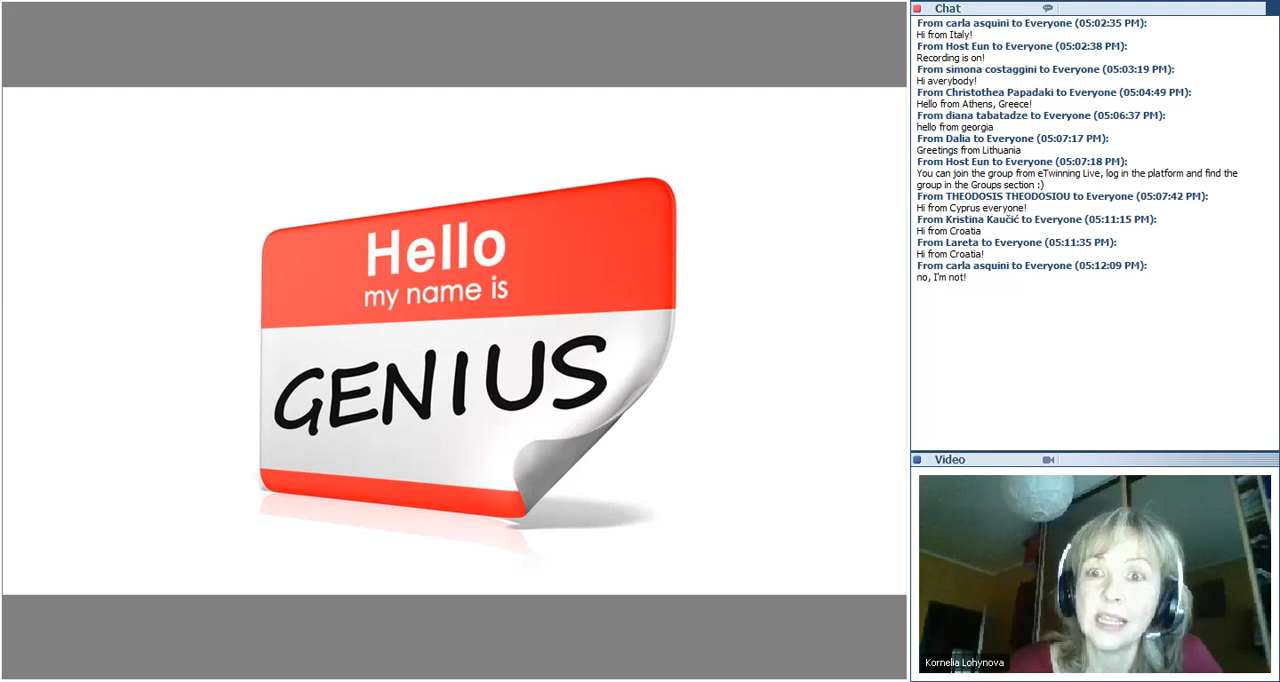 Hello
my name is
GENIUS
Chat
From carla asquini to Everyone (05:02:35 PM):
Hi from Italy!
From Host Eun to Everyone (05:02:38 PM):
Recording is on!
From simona costaggini to Everyone (05:03:19 PM):
Hi averybody!
From Christothea Papadaki to Everyone (05:04:49 PM):
Hello from Athens, Greece!
From diana tabatadze to Everyone (05:06:37 PM):
hello from georgia
From Dalia to Everyone (05:07:17 PM):
Greetings from Lithuania
From Host Eun to Everyone (05:07:18 PM):
You can join the group from eTwinning Live, log in the platform and find the
group in the Groups section :)
From THEODOSIS THEODOSIOU to Everyone (05:07:42 PM):
Hi from Cyprus everyone!
From Kristina Kaučić to Everyone (05:11:15 PM):
Hi from Croatia
From Lareta to Everyone (05:11:35 PM):
Hi from Croatia!
From carla asquini to Everyone (05:12:09 PM):
no, I'm not!
Video
Kornelia Lohynova